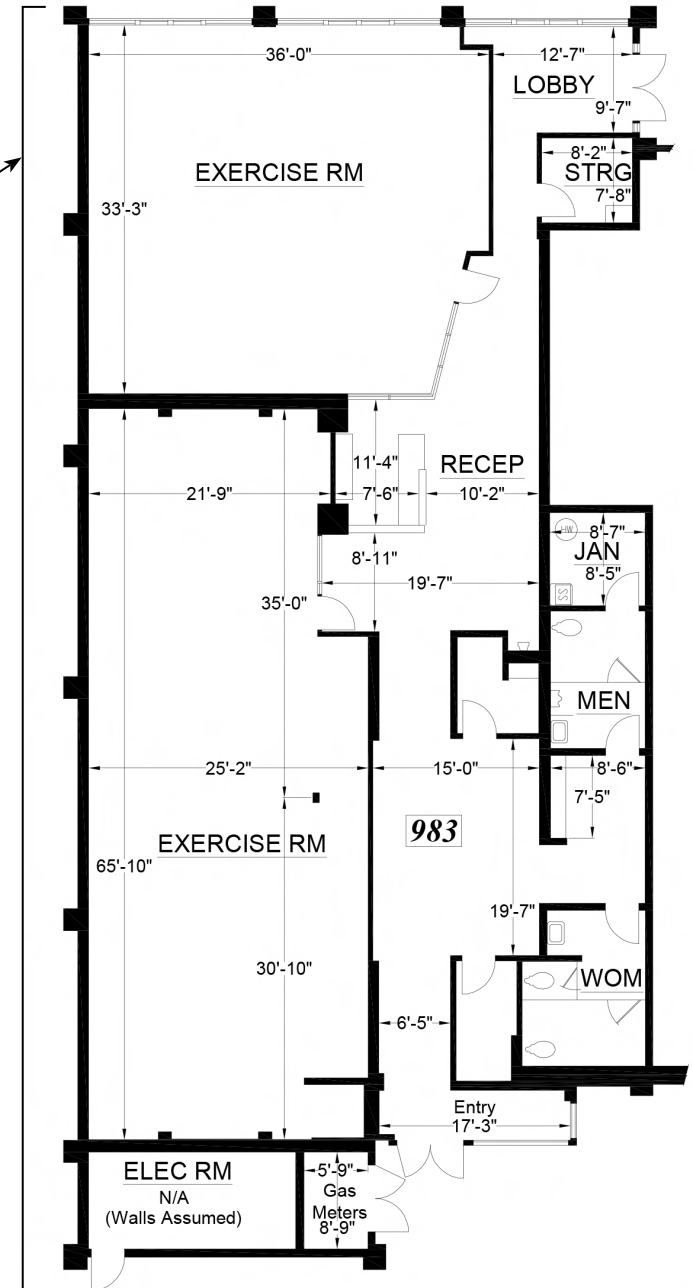 36'-0"
12'-7"
LOBBY
9'-7"
8'-2"
STRG
7'-8"
EXERCISE RM
33'-3"
11'-4"
RECEP
21'-9"
7'-6"
10'-2"
8'-11"
HW
8'-7"
JAN
8'-5"
19'-7"
35'-0"
MEN
25'-2"
15'-0"
8'-6"
7'-5"
983
EXERCISE RM
65'-10"
19'-7"
30'-10"
WOM
6'-5"
Entry
17'-3"
ELEC RM
N/A
(Walls Assumed)
5'-9"
Gas
Meters
8'-9"